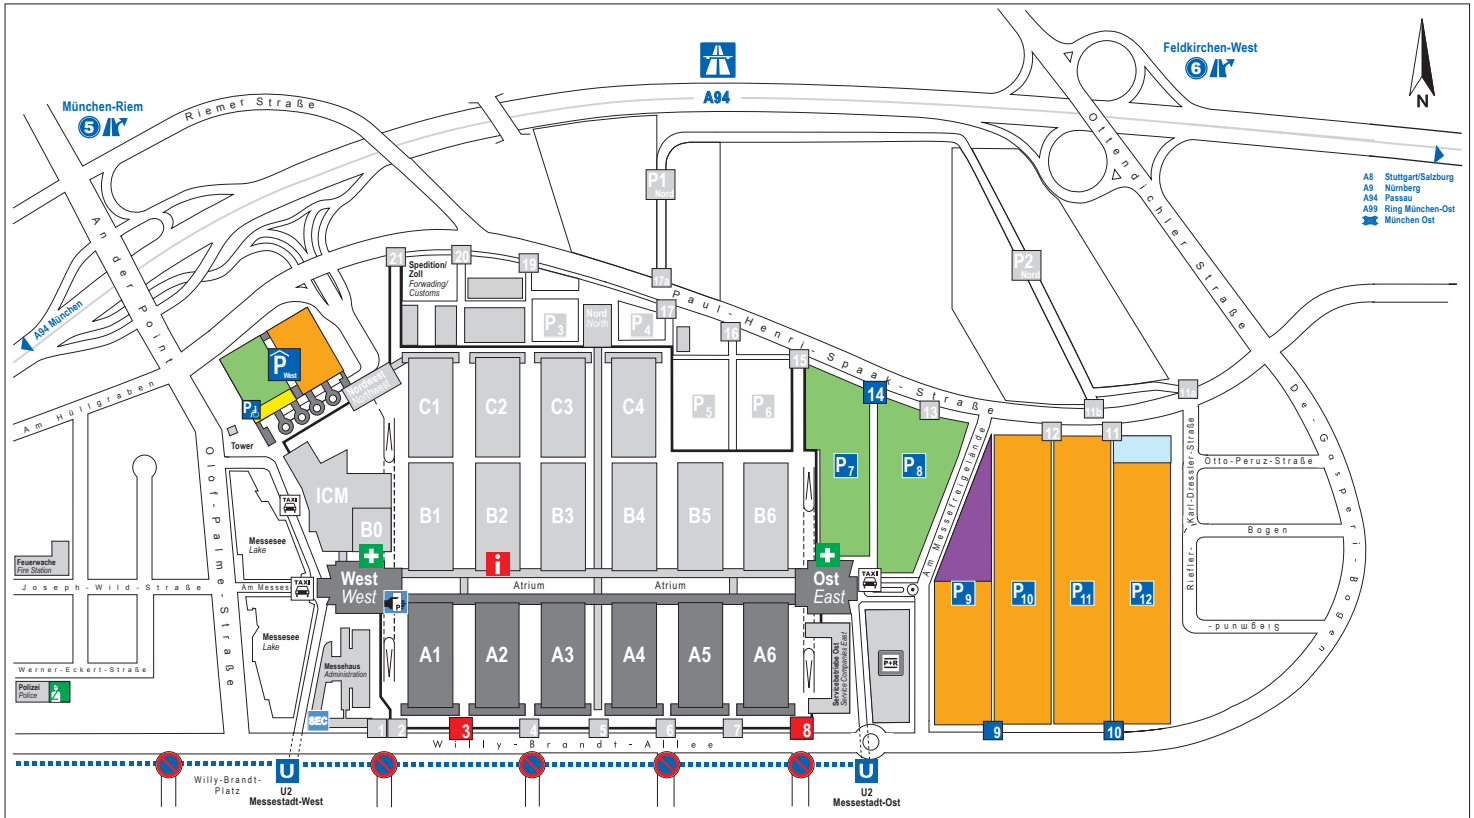 Feldkirchen-West
6
München-Riem
5
Riemer Straße
A94
N
Ottendichler Straße
A8 Stuttgart/Salzburg
A9 Nürnberg
A94 Passau
A99 Ring München-Ost
München Ost
P1
Nord
An der Point
21
20
19
17a
17
16
15
14
13
12
11b
11
11a
Spedition/
Zoll
Forwading/
Customs
P2
Nord
Paul-Henri-Spaak-Straße
A94 München
P3
Nord
North
P4
P
West
P
Nordwest
Northwest
Am Hüllgraben
Tower
C1
C2
C3
C4
P5
P6
P7
P8
De-Gasperi-Bogen
Olof-Palme-Straße
Am Messefreigelände
Karl-Dressler-Straße
Otto-Peruz-Straße
ICM
B0
B1
B2
B3
B4
B5
B6
TAXI
Messesee
Lake
Bogen
Riefler-
Feuerwache
Fire Station
Joseph-Wild-Straße
Am Messesee
TAXI
West
West
i
Atrium
Atrium
Ost
East
TAXI
P9
P10
P11
P12
PF
Siegmund-
Messesee
Lake
A1
A2
A3
A4
A5
A6
Werner-Eckert-Straße
Messehaus
Administration
Servicebetriebe Ost
Service Companies East
P+R
Polizei
Police
SEC
1
2
3
4
5
6
7
8
9
10
Willy-Brandt-Allee
Willy-Brandt-
Platz
U
U2
Messestadt-West
U
U2
Messestadt-Ost